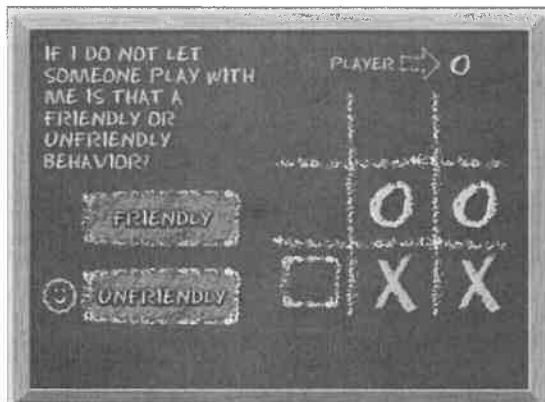 IF I DO NOT LET
SOMEONE PLAY WITH
ME IS THAT A
FRIENDLY OR
UNFRIENDLY
BEHAVIOR?
FRIENDLY
UNFRIENDLY
PLAYER O
O O
X X